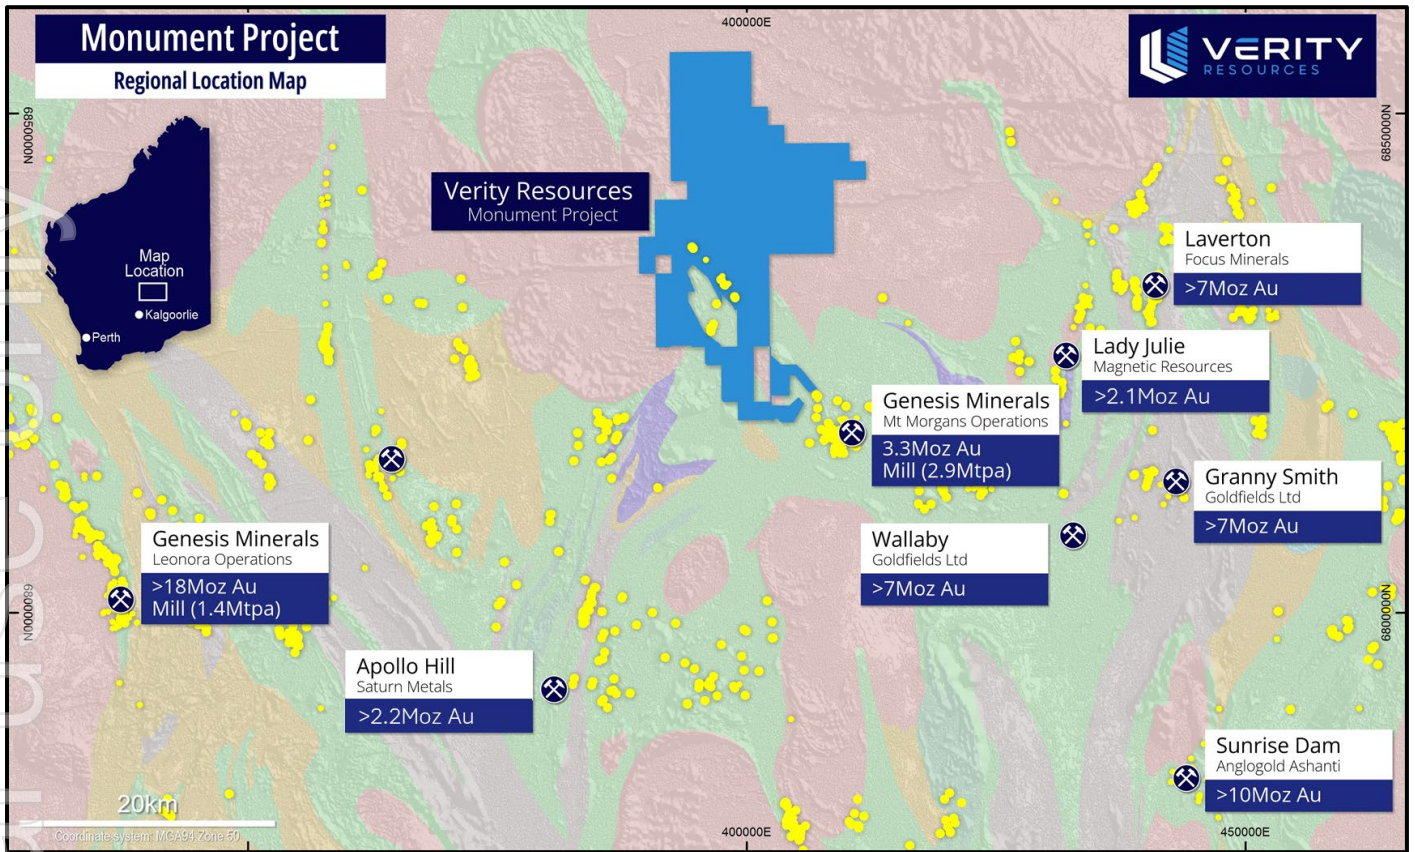 Monument Project
Regional Location Map
400000E
VERITY
RESOURCES
6850000N
6850000N
Verity Resources
Monument Project
Map
Location
Kalgoorlie
Perth
Laverton
Focus Minerals
>7Moz Au
Lady Julie
Magnetic Resources
>2.1Moz Au
Genesis Minerals
Mt Morgans Operations
3.3Moz Au
Mill (2.9Mtpa)
Granny Smith
Goldfields Ltd
>7Moz Au
Wallaby
Goldfields Ltd
>7Moz Au
Genesis Minerals
Leonora Operations
>18Moz Au
Mill (1.4Mtpa)
6800000N
6800000N
Apollo Hill
Saturn Metals
>2.2Moz Au
Sunrise Dam
Anglogold Ashanti
>10Moz Au
20km
Coordinate system: MGA94 Zone 50
400000E
450000E